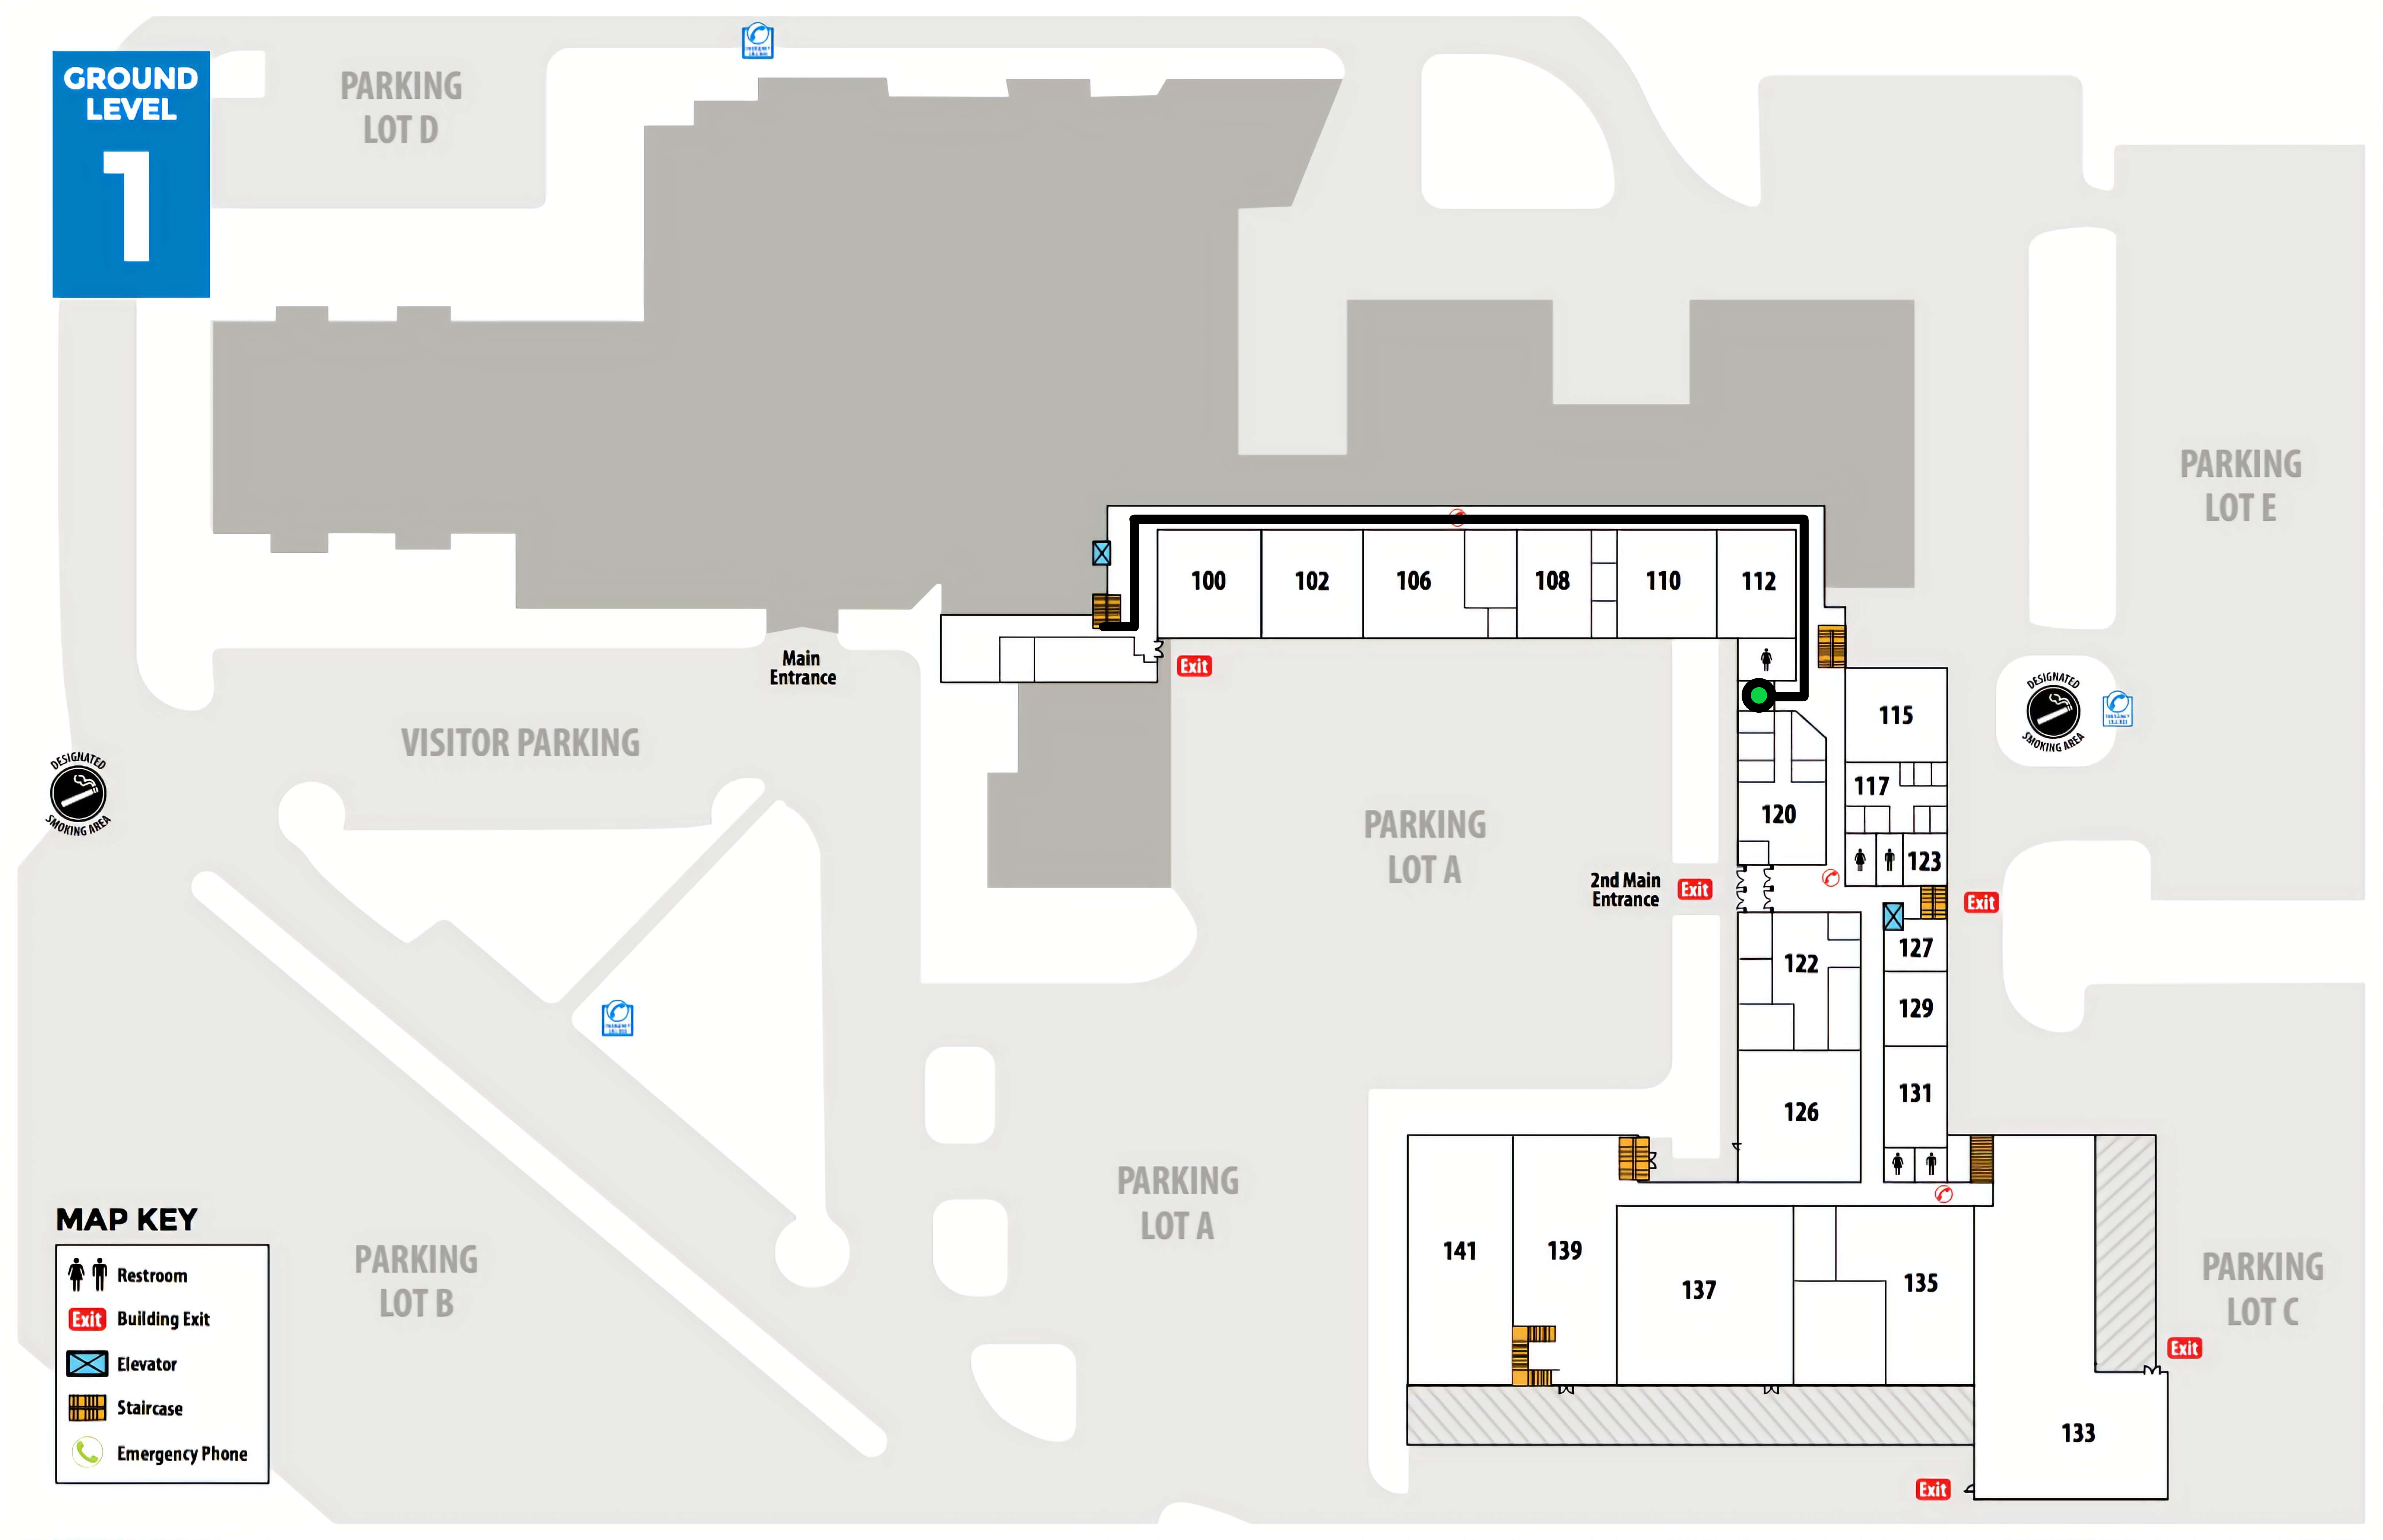 GROUND
LEVEL
1
PARKING
LOT D
PARKING
LOT E
100
102
106
108
110
112
Main
Entrance
Exit
DESIGNATED
SMOKING AREA
115
VISITOR PARKING
DESIGNATED
SMOKING AREA
117
120
PARKING
LOT A
123
2nd Main
Entrance
Exit
Exit
127
122
129
131
126
PARKING
LOT A
MAP KEY
Restroom
Exit Building Exit
Elevator
Staircase
Emergency Phone
PARKING
LOT B
141
139
137
135
PARKING
LOT C
Exit
133
Exit